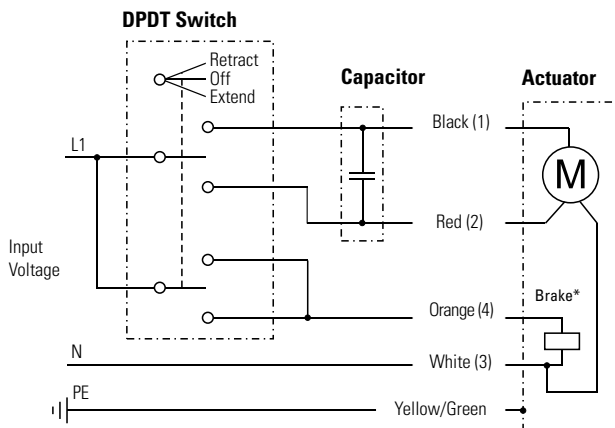 DPDT Switch
Retract
Off
Extend
Capacitor
Actuator
L1
Black (1)
M
Red (2)
Input
Voltage
Brake*
Orange (4)
N
White (3)
PE
Yellow/Green